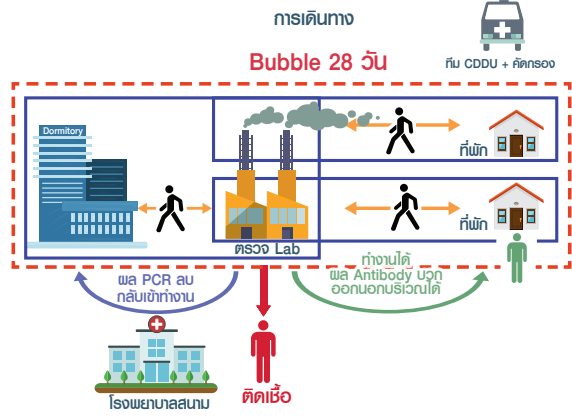 การเดินทาง
Bubble 28 วัน
ทีม CDDU + คัดกรอง
Dormitory
ที่พัก
ที่พัก
ตรวจ Lab
ผล PCR ลบ
กลับเข้าทำงาน
ทำงานได้
ผล Antibody บวก
ออกนอกบริเวณได้
โรงพยาบาลสนาม
ติดเชื้อ